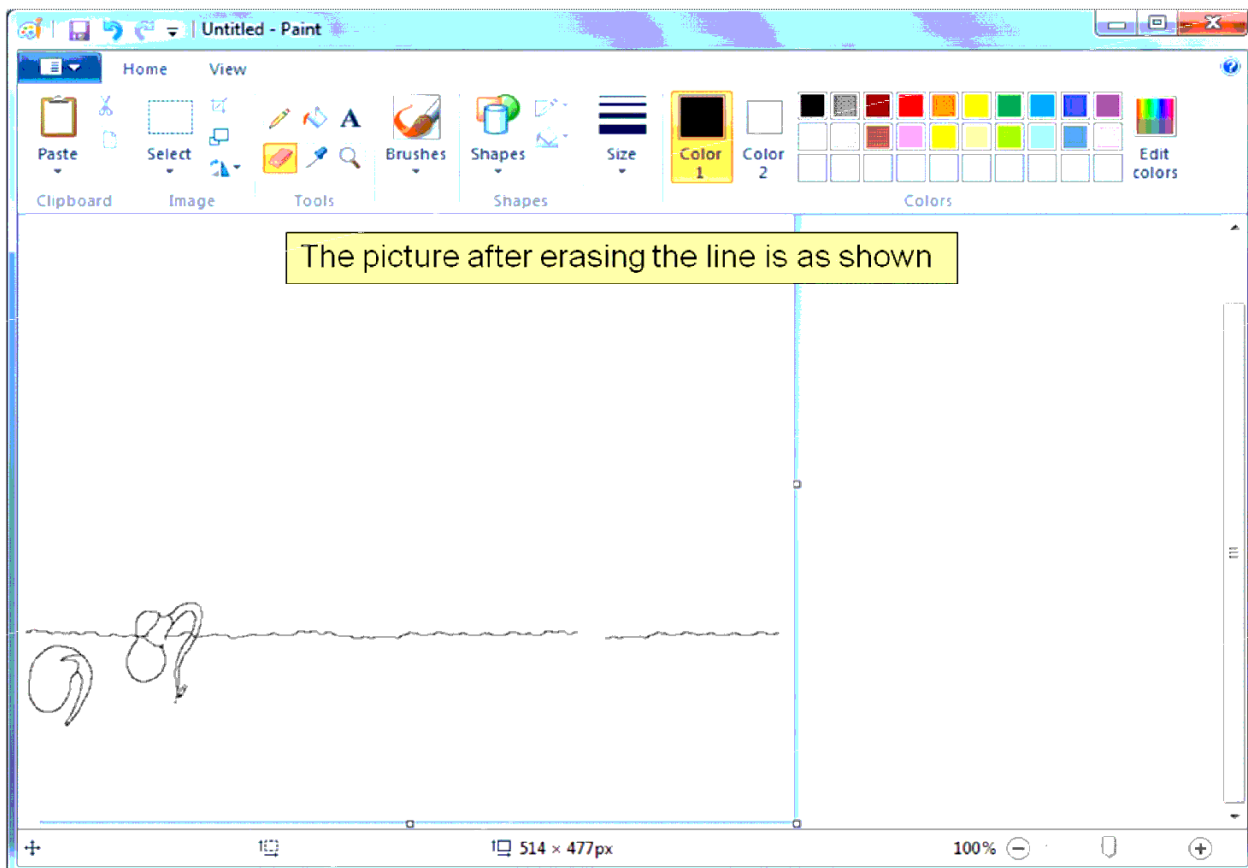 Untitled - Paint
Home View
Paste
Select
A
Brushes
Shapes
Size
Color 1
Color 2
Edit colors
Clipboard
Image
Tools
Shapes
Colors
The picture after erasing the line is as shown
514 × 477px
100%